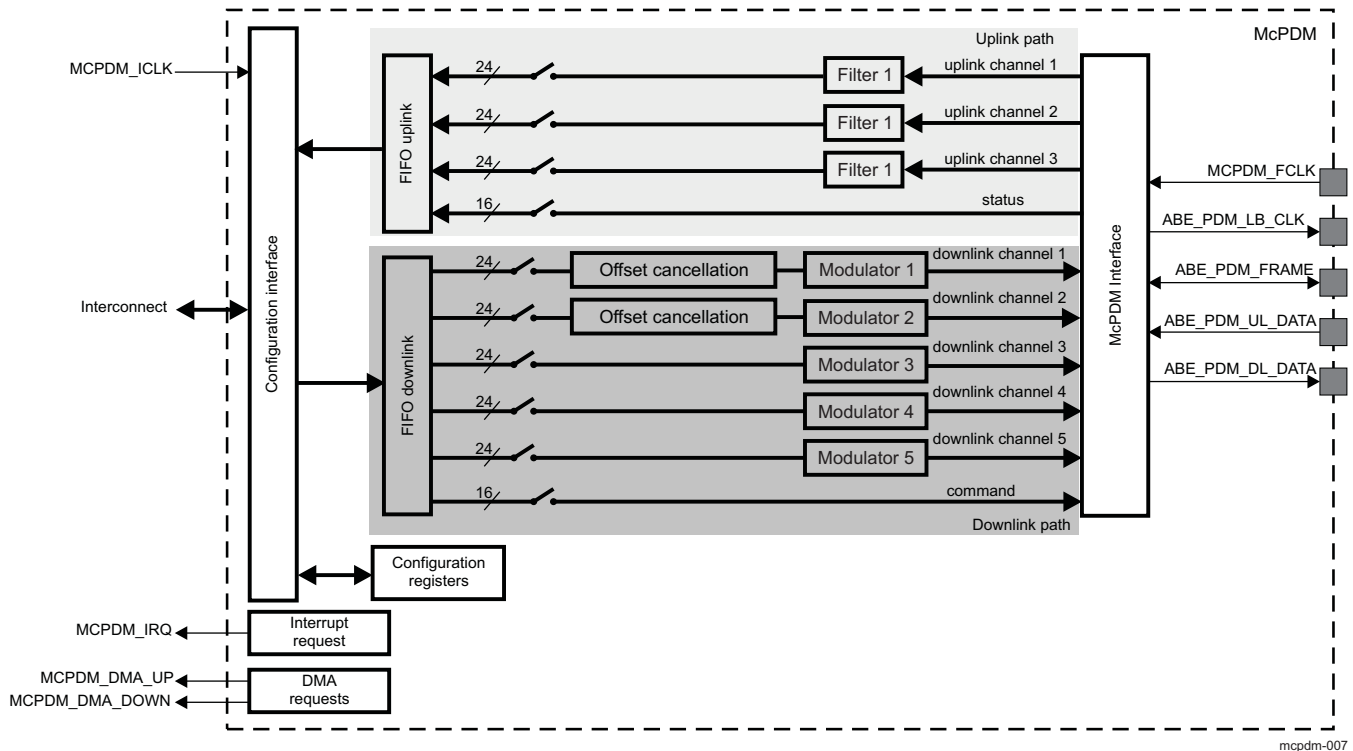 McPDM
MCPDM_ICLK
Configuration interface
Uplink path
FIFO uplink
24
Filter 1
uplink channel 1
24
Filter 1
uplink channel 2
24
Filter 1
uplink channel 3
16
status
McPDM Interface
MCPDM_FCLK
ABE_PDM_LB_CLK
ABE_PDM_FRAME
ABE_PDM_UL_DATA
ABE_PDM_DL_DATA
Interconnect
FIFO downlink
24
Offset cancellation
Modulator 1
downlink channel 1
24
Offset cancellation
Modulator 2
downlink channel 2
24
Modulator 3
downlink channel 3
24
Modulator 4
downlink channel 4
24
Modulator 5
downlink channel 5
16
command
Downlink path
Configuration
registers
MCPDM_IRQ
Interrupt
request
MCPDM_DMA_UP
MCPDM_DMA_DOWN
DMA
requests
mcpdm-007